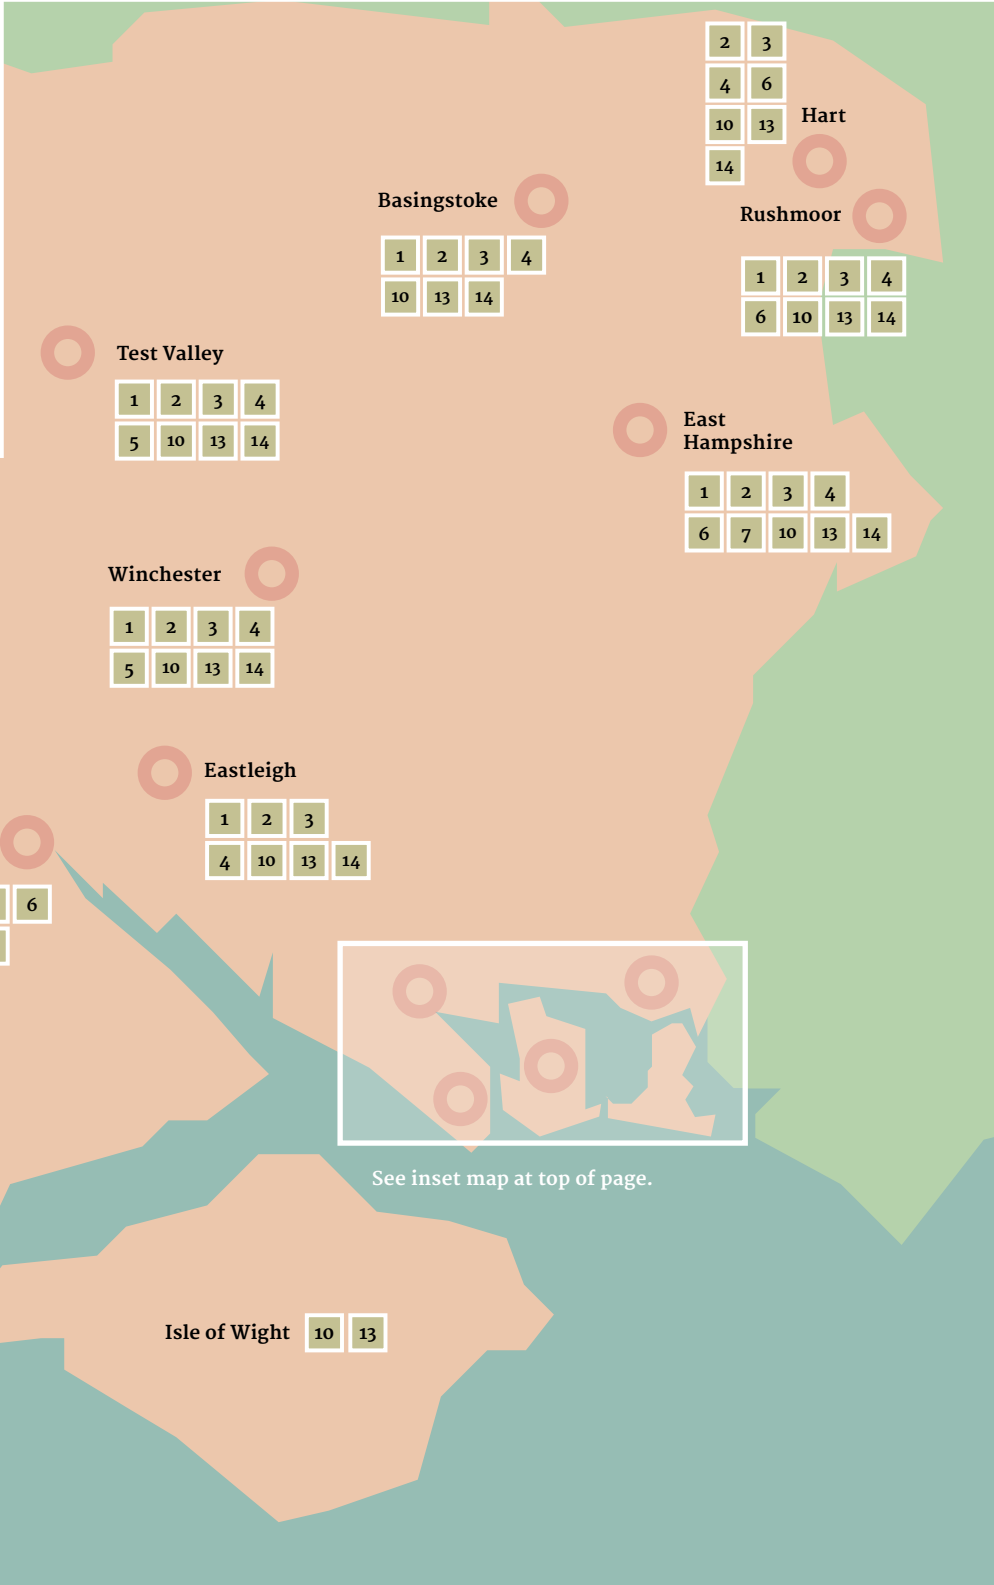 2 3
4 6
10 13
14
Hart
Basingstoke
1 2 3 4
10 13 14
Rushmoor
1 2 3 4
6 10 13 14
Test Valley
1 2 3 4
5 10 13 14
East
Hampshire
1 2 3 4
6 7 10 13 14
Winchester
1 2 3 4
5 10 13 14
Eastleigh
1 2 3
4 10 13 14
6
See inset map at top of page.
Isle of Wight 10 13